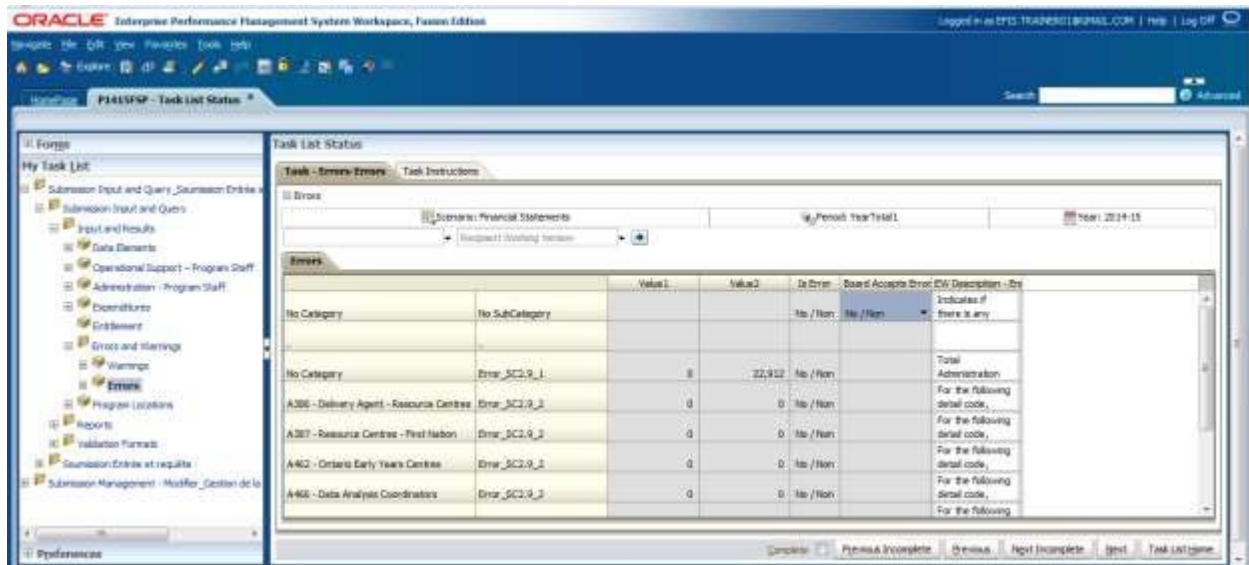 ORACLE Enterprise Performance Management System Workspace, Fusion Edition
Logged in as EFIS.TRAINER01@GMAIL.COM | Help | Log Off
Navigate File Edit View Favorites Tools Help
Explore
HomePage P1415FSP - Task List Status
Search Advanced
Forms
My Task List
Submission Input and Query_Soumission Entrée e
Submission Input and Query
Input and Results
Data Elements
Operational Support - Program Staff
Administration - Program Staff
Expenditures
Entitlement
Errors and Warnings
Warnings
Errors
Program Locations
Reports
Validation Formats
Soumission Entrée et requête
Submission Management - Modifier_Gestion de la
Preferences
Task List Status
Task - Errors-Errors Task Instructions
Errors
Scenario: Financial Statements Period: YearTotal1 Year: 2014-15
Recipient Working Version
Errors
Value1 Value2 Is Error Board Accepts Error EW Description - Err
No Category No SubCategory No / Non No / Non Indicates if there is any
No Category Error_SC2.9_1 0 22,912 No / Non Total Administration
A386 - Delivery Agent - Resource Centres Error_SC2.9_2 0 0 No / Non For the following detail code,
A387 - Resource Centres - First Nation Error_SC2.9_2 0 0 No / Non For the following detail code,
A462 - Ontario Early Years Centres Error_SC2.9_2 0 0 No / Non For the following detail code,
A466 - Data Analysis Coordinators Error_SC2.9_2 0 0 No / Non For the following detail code,
For the following
Complete Previous Incomplete Previous Next Incomplete Next Task List Home